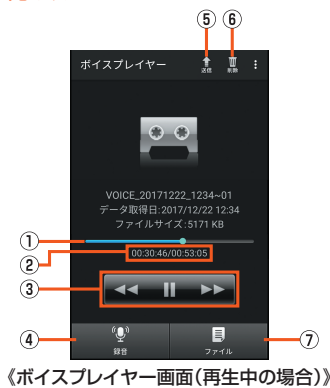 ⑤ ⑥
ボイスプレイヤー 送信 削除
VOICE_20171222_1234~01
データ取得日:2017/12/22 12:34
ファイルサイズ:5171 KB
①
② 00:30:46/00:53:05
③
④ 録音 ファイル ⑦
《ボイスプレイヤー画面(再生中の場合)》